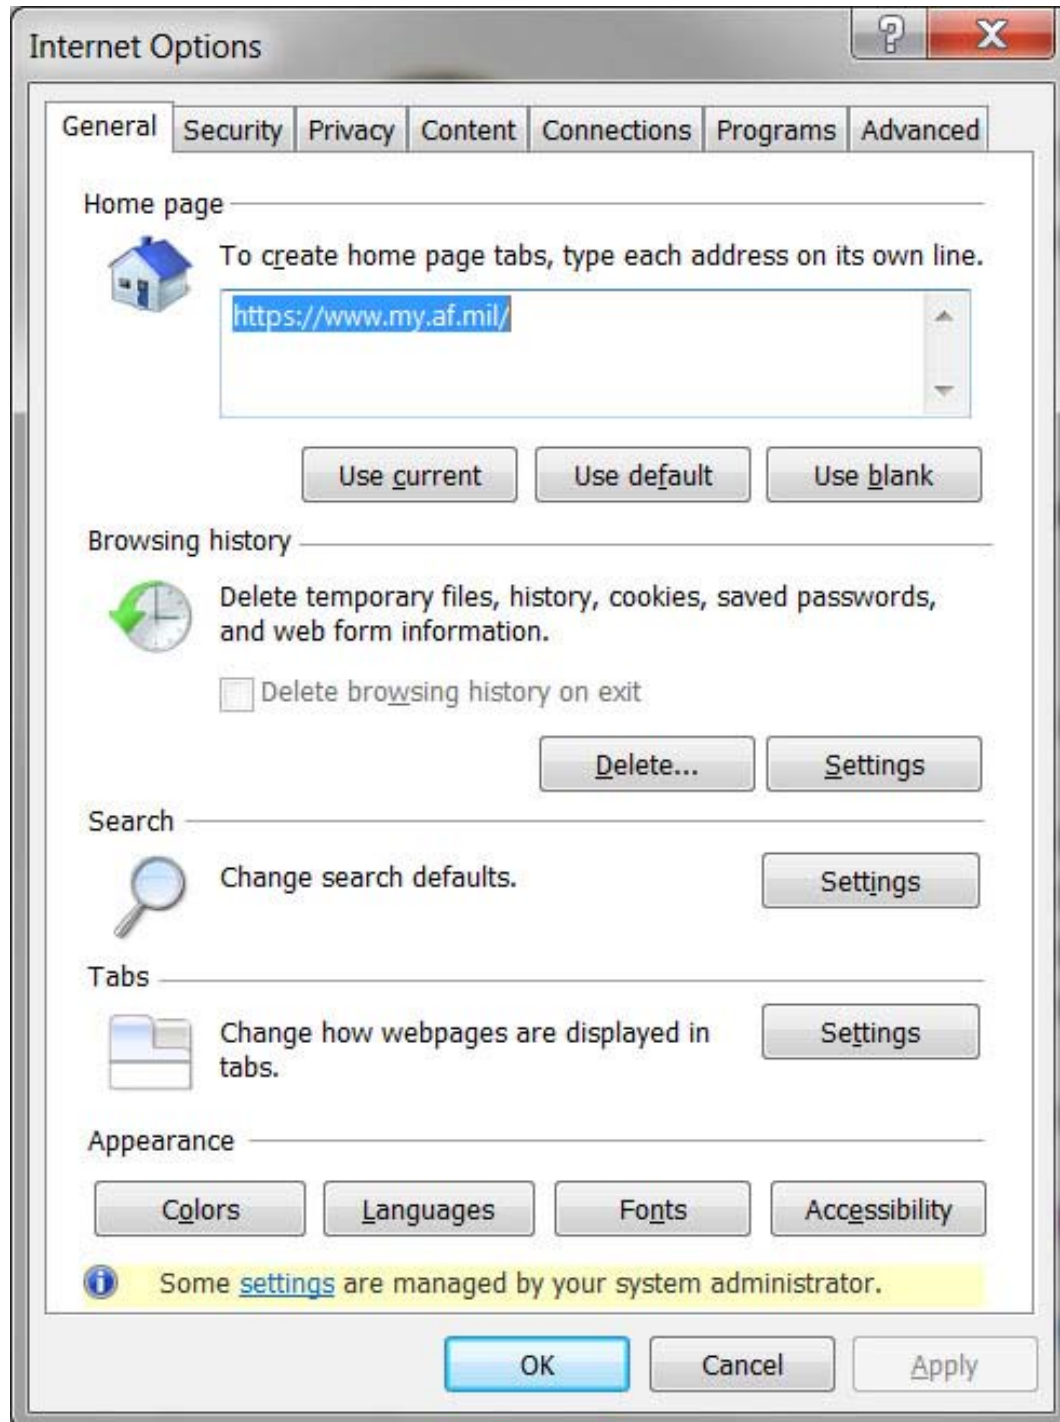 Internet Options
General Security Privacy Content Connections Programs Advanced
Home page
To create home page tabs, type each address on its own line.
https://www.my.af.mil/
Use current Use default Use blank
Browsing history
Delete temporary files, history, cookies, saved passwords,
and web form information.
Delete browsing history on exit
Delete... Settings
Search
Change search defaults.
Settings
Tabs
Change how webpages are displayed in
tabs.
Settings
Appearance
Colors Languages Fonts Accessibility
Some settings are managed by your system administrator.
OK Cancel Apply